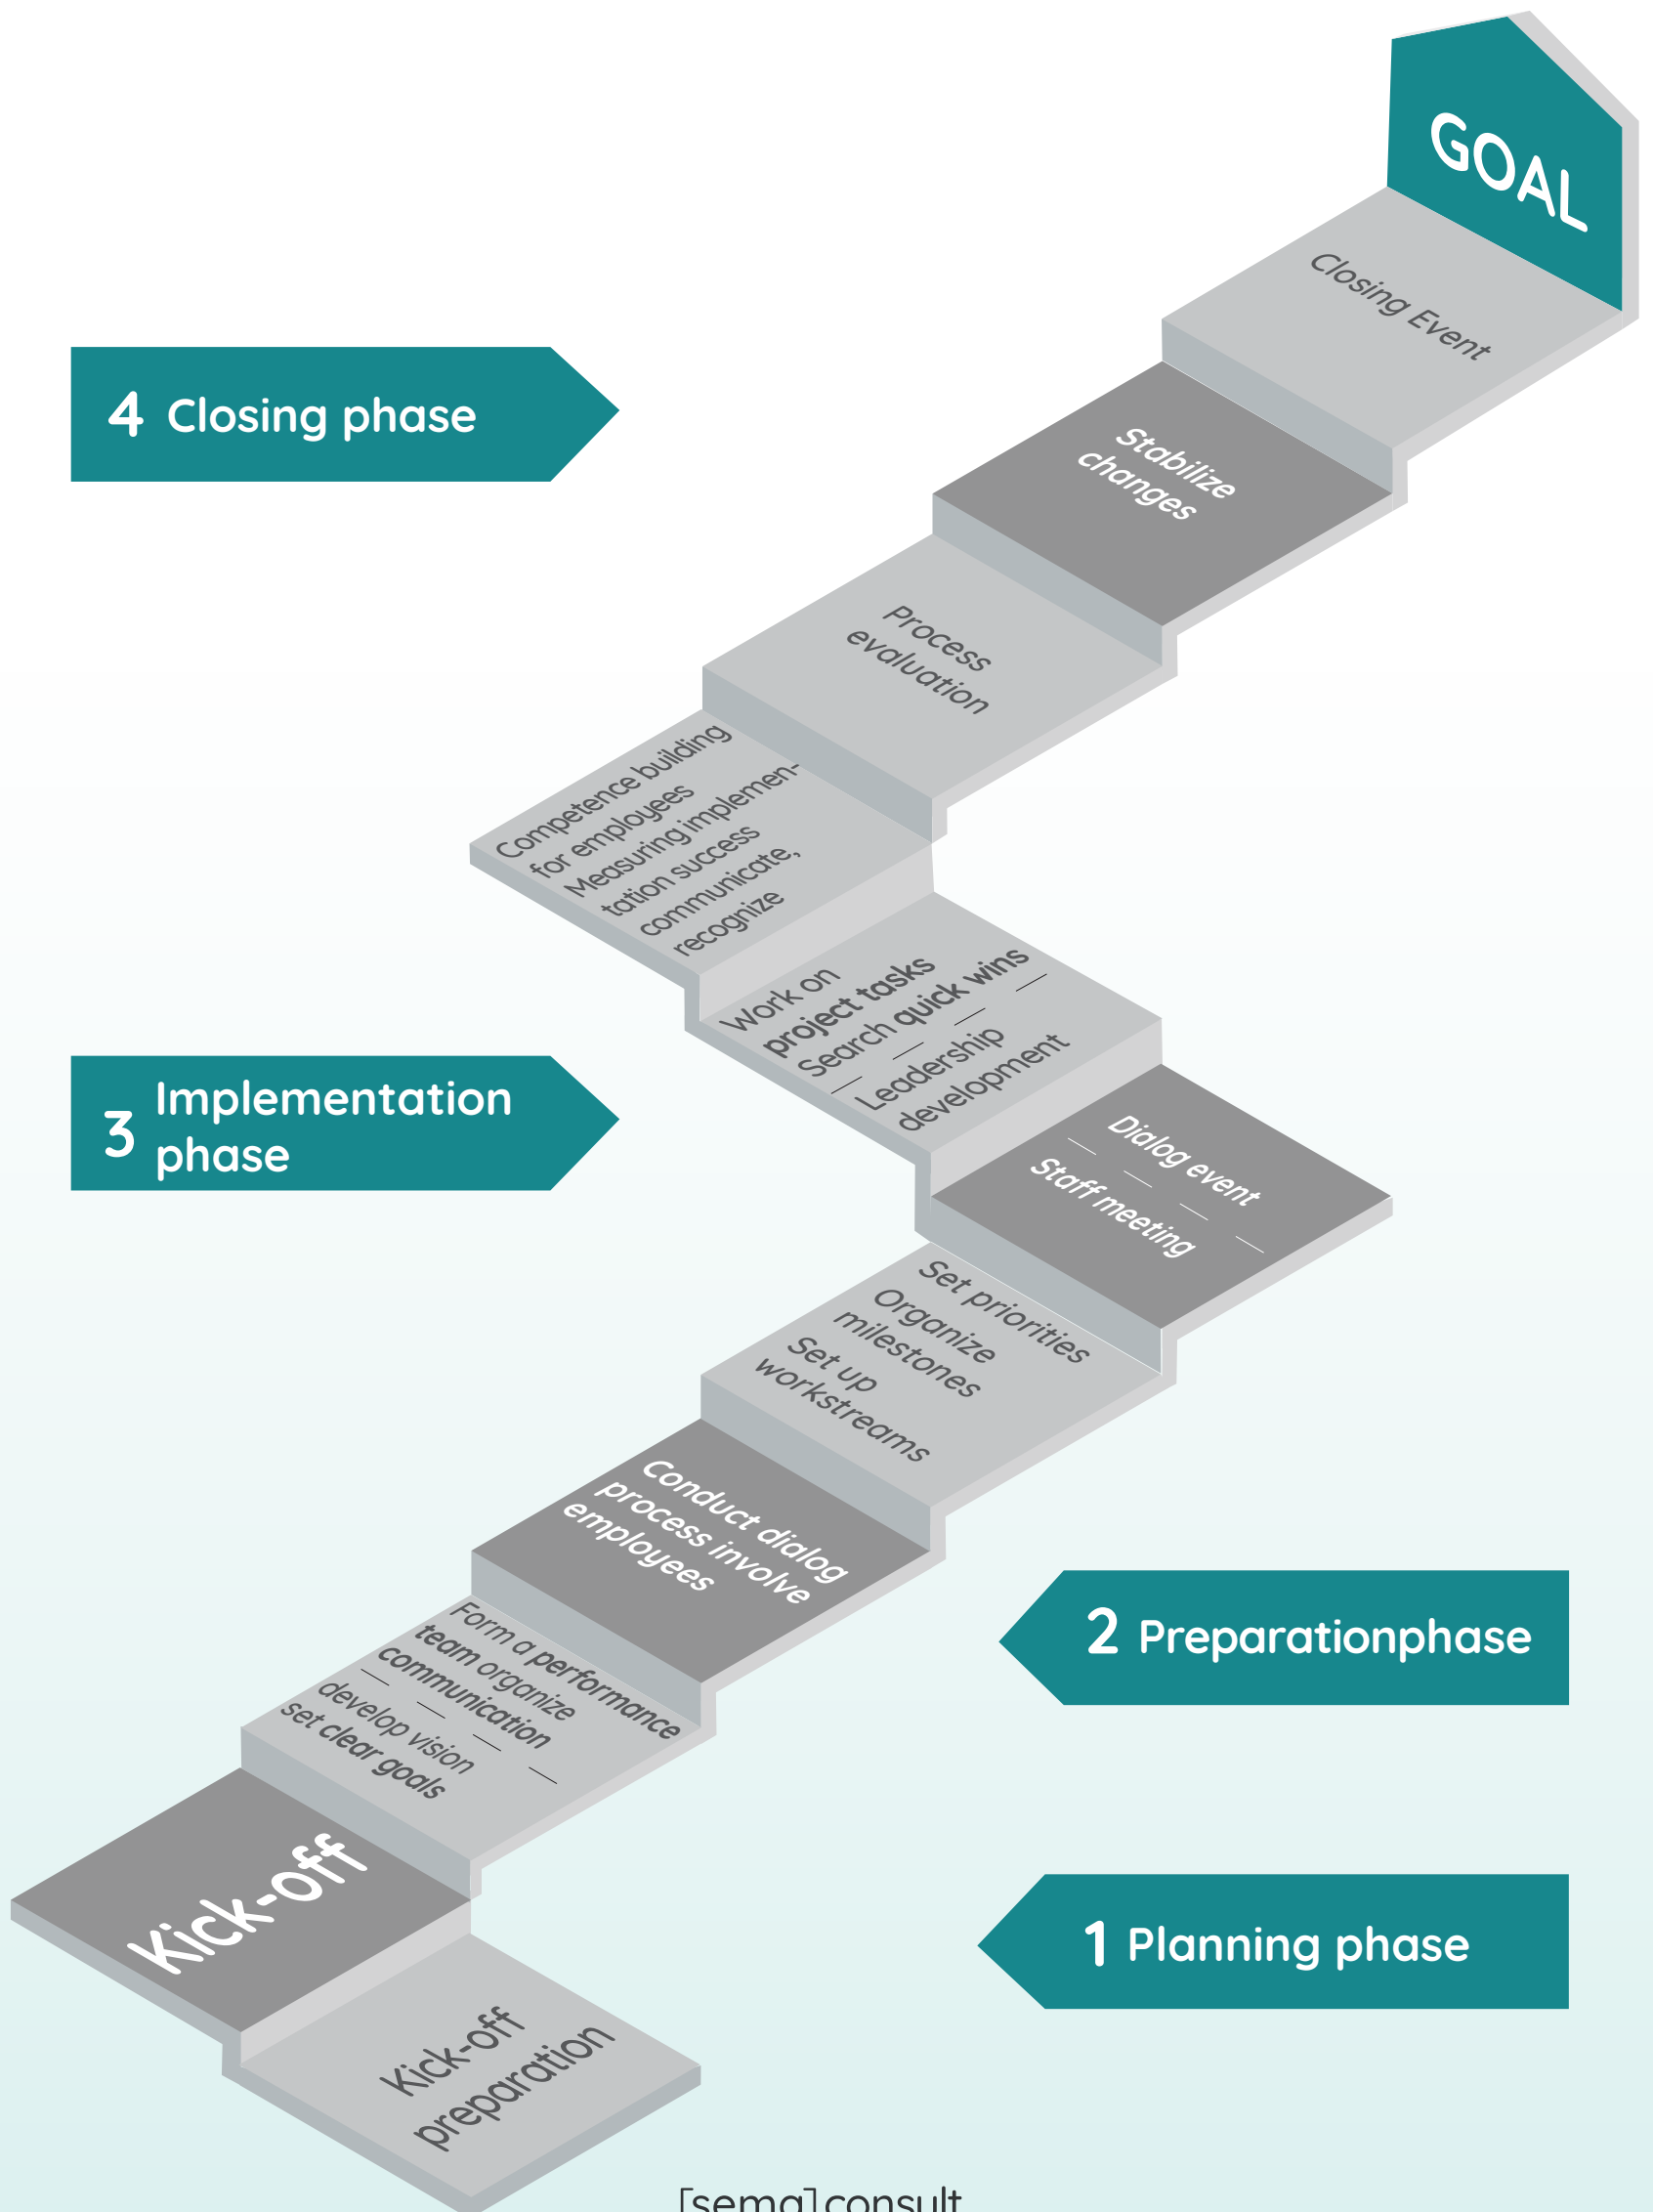 GOAL
Closing Event
4 Closing phase
Stabilize
changes
Process
evaluation
Competence building
for employees
Measuring implemen-
tation success
communicate,
recognize
Work on
project tasks
Search quick wins
Leadership
development
3 Implementation
phase
Dialog event
Staff meeting
Set priorities
Organize
milestones
Set up
workstreams
Conduct dialog
process involve
employees
2 Preparationphase
Form a performance
team organize
communication
develop vision
set clear goals
Kick-off
1 Planning phase
Kick-off
preparation
[sema] consult